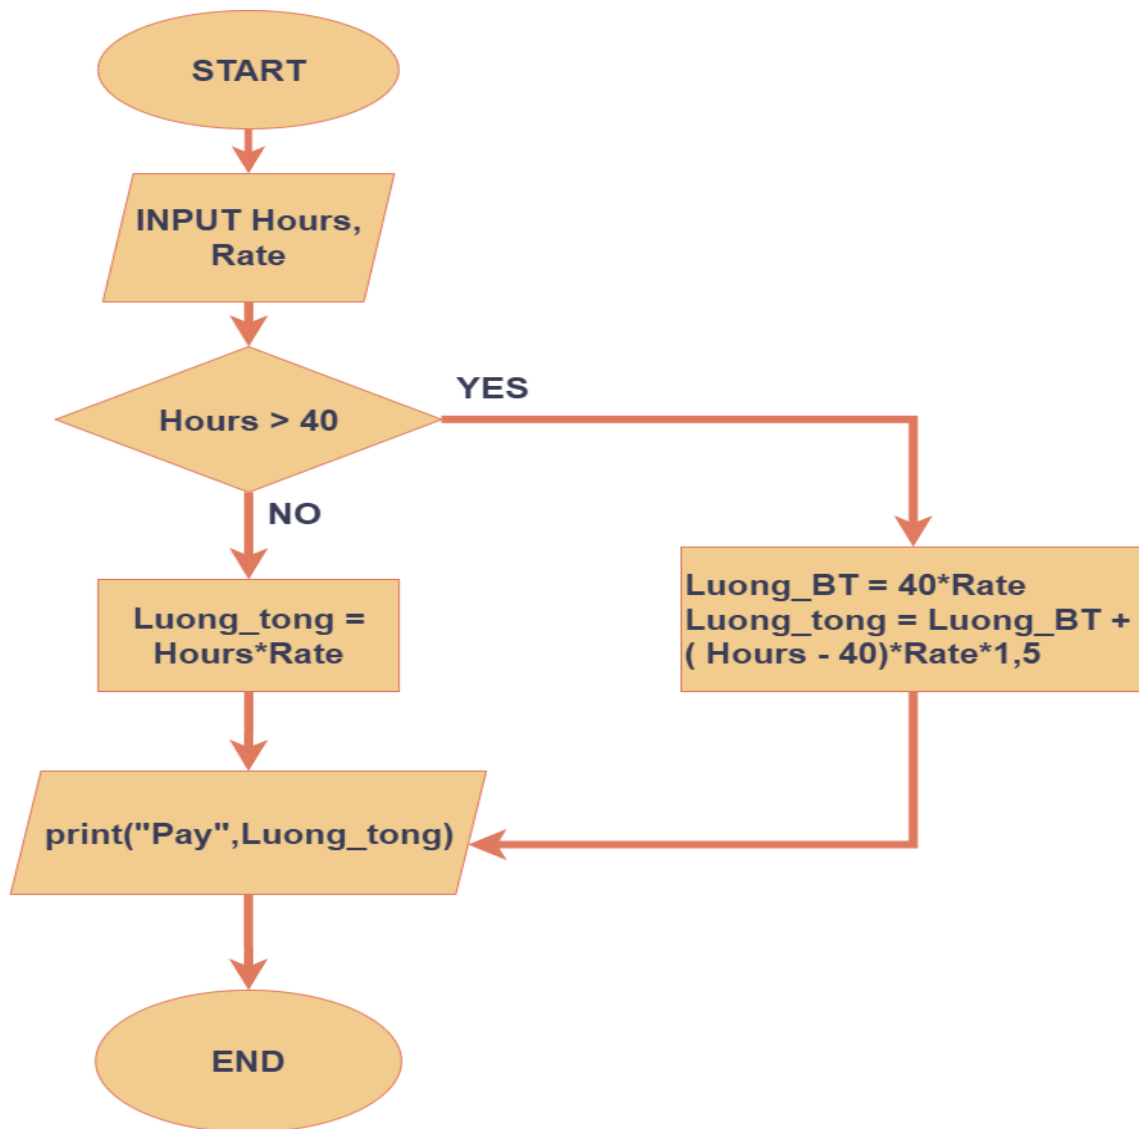 START
INPUT Hours,
Rate
Hours > 40
YES
NO
Luong_tong =
Hours*Rate
Luong_BT = 40*Rate
Luong_tong = Luong_BT +
( Hours - 40)*Rate*1,5
print("Pay",Luong_tong)
END